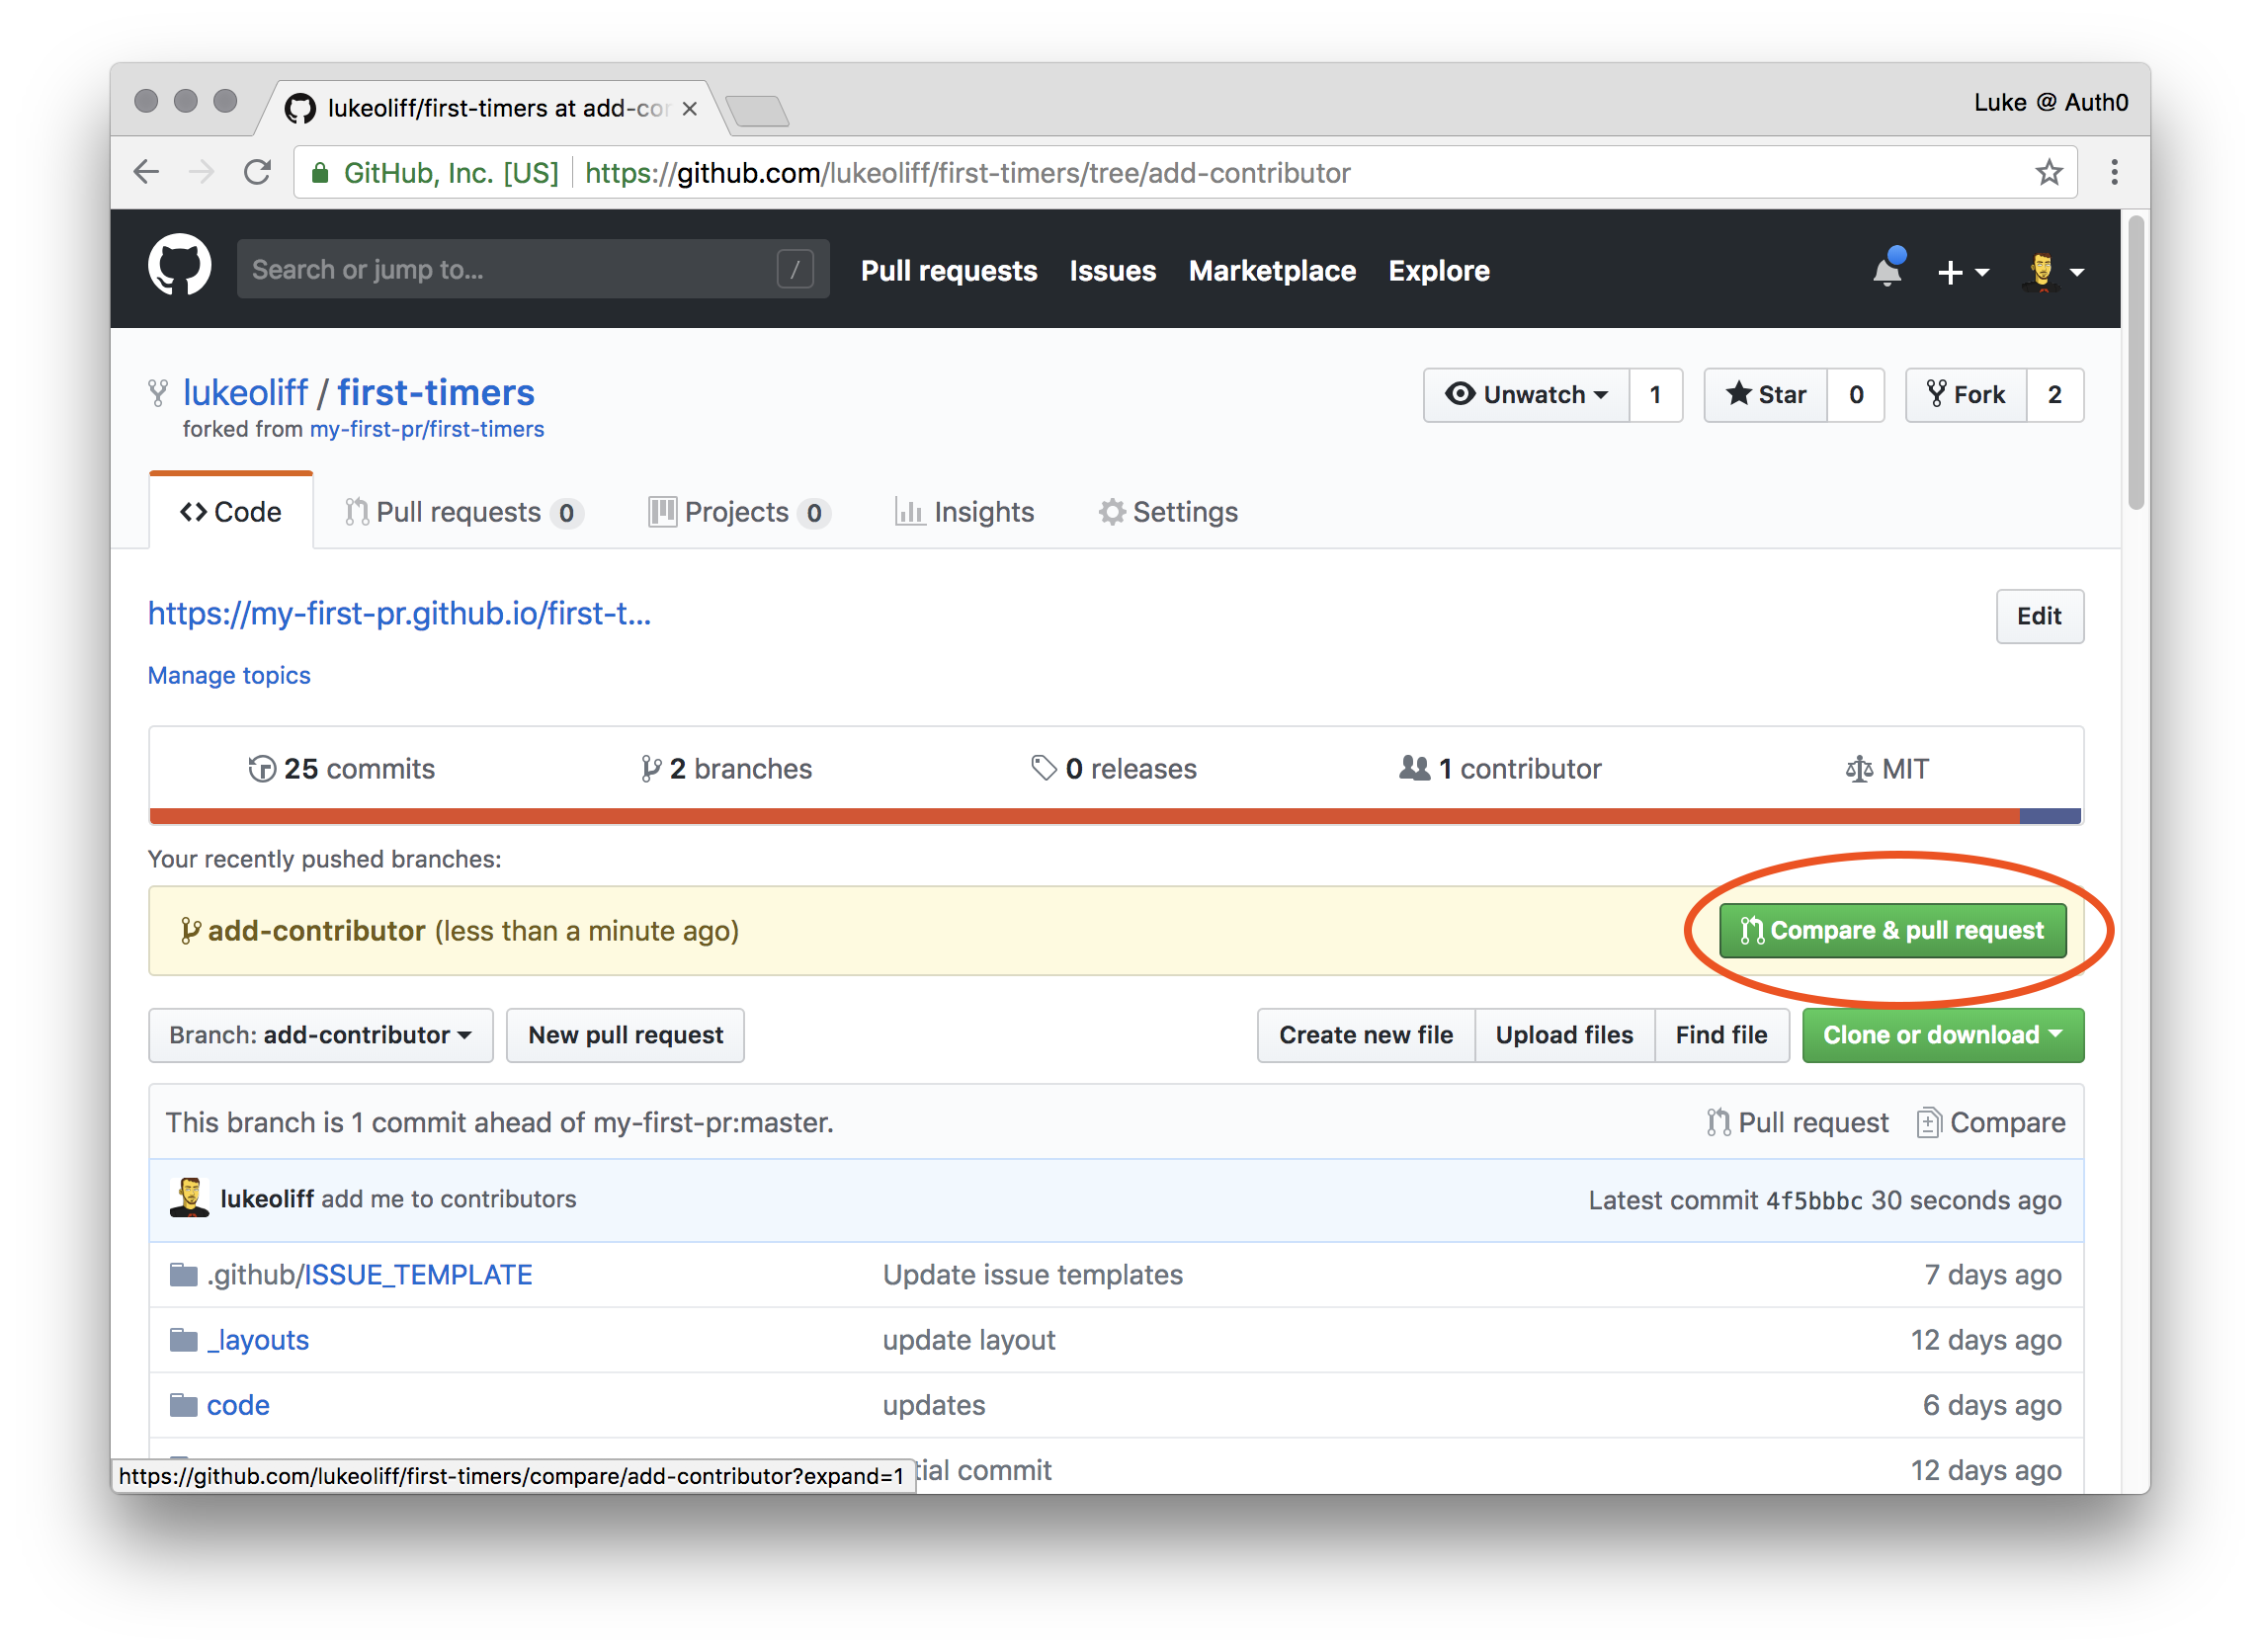 lukeoliff/first-timers at add-cor
Luke @ Auth0
GitHub, Inc. [US] https://github.com/lukeoliff/first-timers/tree/add-contributor
Search or jump to... / Pull requests Issues Marketplace Explore
lukeoliff / first-timers
Unwatch 1 Star 0 Fork 2
forked from my-first-pr/first-timers
Code Pull requests 0 Projects 0 Insights Settings
https://my-first-pr.github.io/first-t...
Edit
Manage topics
25 commits 2 branches 0 releases 1 contributor MIT
Your recently pushed branches:
add-contributor (less than a minute ago) Compare & pull request
Branch: add-contributor New pull request Create new file Upload files Find file Clone or download
This branch is 1 commit ahead of my-first-pr:master. Pull request Compare
lukeoliff add me to contributors Latest commit 4f5bbbc 30 seconds ago
.github/ISSUE_TEMPLATE Update issue templates 7 days ago
_layouts update layout 12 days ago
code updates 6 days ago
https://github.com/lukeoliff/first-timers/compare/add-contributor?expand=1 tial commit 12 days ago